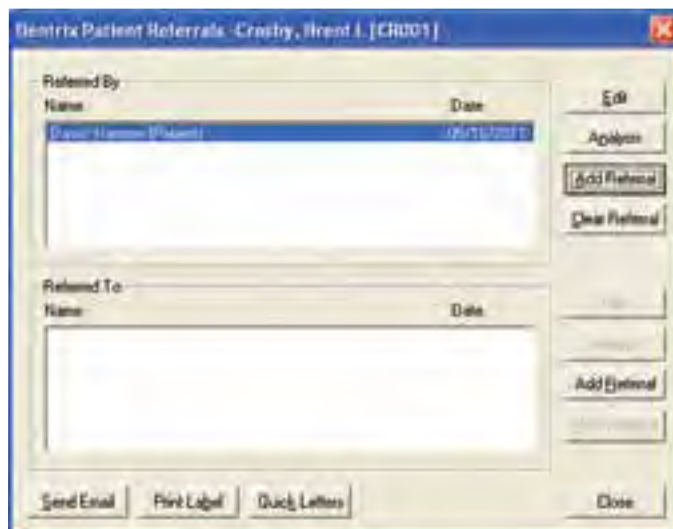 Dentrix Patient Referrals -Crosby, Brent L [CR001]
Referred By
Name Date
(Patient)
Edit
Analysis
Add Referral
Clear Referral
Referred To
Name Date
Add Referral
Send Email Print Label Quick Letters Close